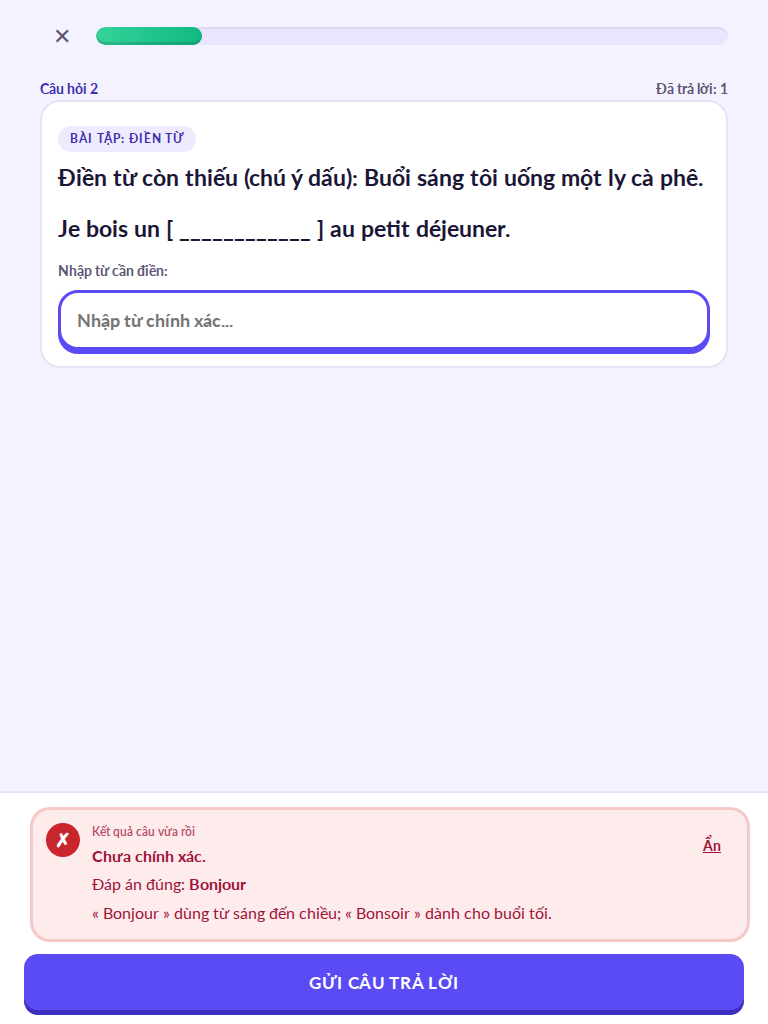 ✕
Câu hỏi 2
Đã trả lời: 1
BÀI TẬP: ĐIỀN TỪ
Điền từ còn thiếu (chú ý dấu): Buổi sáng tôi uống một ly cà phê.
Je bois un [ ____________ ] au petit déjeuner.
Nhập từ cần điền:
Nhập từ chính xác...
✗
Kết quả câu vừa rồi
Chưa chính xác.
Ẩn
Đáp án đúng: Bonjour
« Bonjour » dùng từ sáng đến chiều; « Bonsoir » dành cho buổi tối.
GỬI CÂU TRẢ LỜI